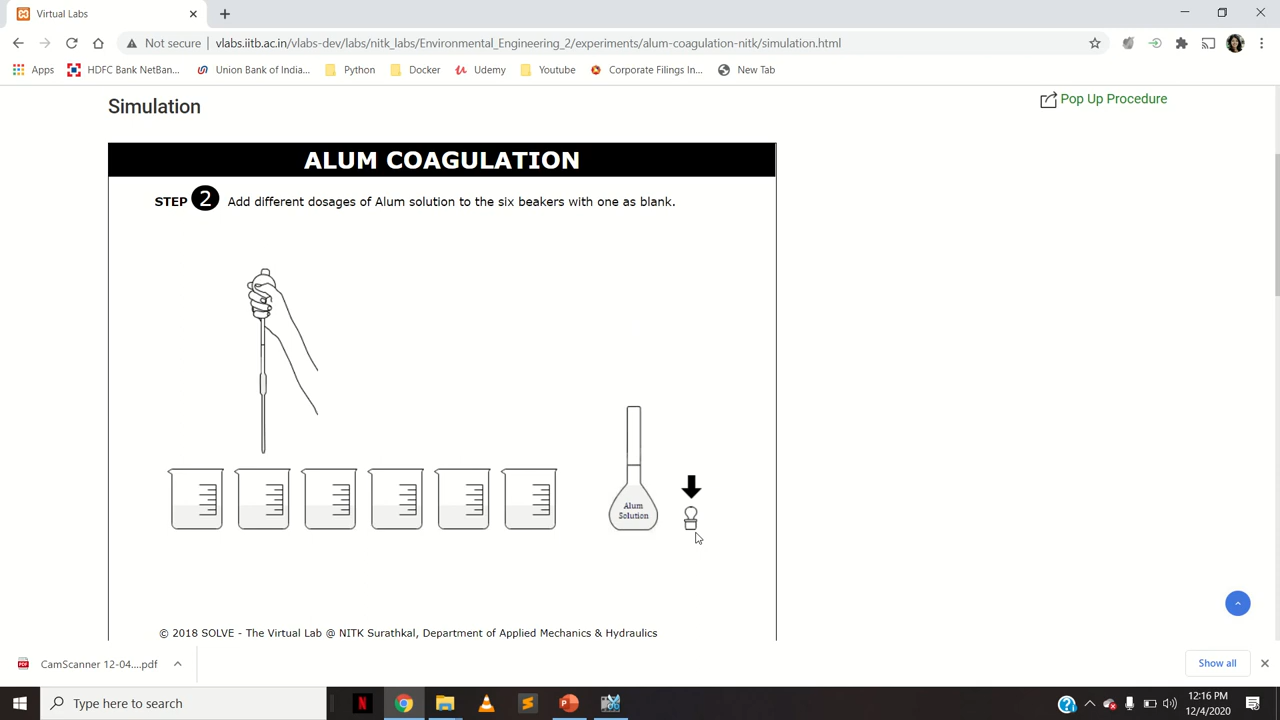 Virtual Labs
Not secure
vlabs.iitb.ac.in/vlabs-dev/labs/nitk_labs/Environmental_Engineering_2/experiments/alum-coagulation-nitk/simulation.html
Apps
HDFC Bank NetBan...
Union Bank of India...
Python
Docker
Udemy
Youtube
Corporate Filings In...
New Tab
Simulation
Pop Up Procedure
ALUM COAGULATION
STEP 2 Add different dosages of Alum solution to the six beakers with one as blank.
Alum
Solution
© 2018 SOLVE - The Virtual Lab @ NITK Surathkal, Department of Applied Mechanics & Hydraulics
CamScanner 12-04....pdf
Show all
Type here to search
12:16 PM
12/4/2020